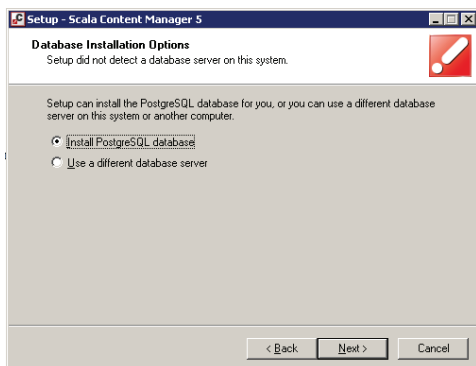 Setup - Scala Content Manager 5
Database Installation Options
Setup did not detect a database server on this system.
Setup can install the PostgreSQL database for you, or you can use a different database
server on this system or another computer.
Install PostgreSQL database
Use a different database server
< Back
Next >
Cancel